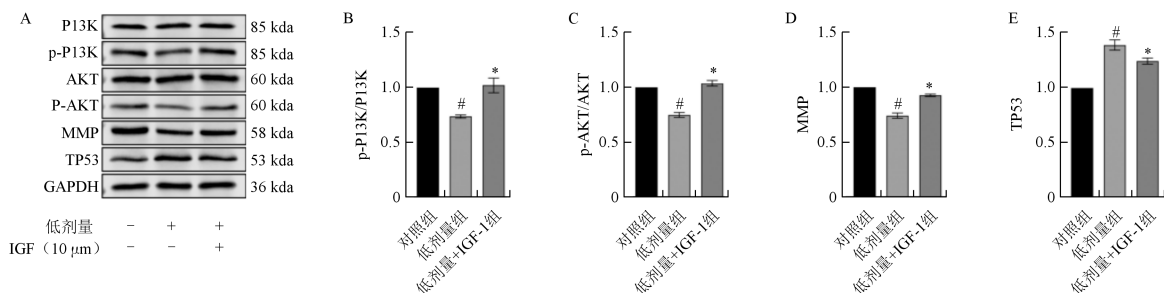 A
P13K 85 kda
p-P13K 85 kda
AKT 60 kda
P-AKT 60 kda
MMP 58 kda
TP53 53 kda
GAPDH 36 kda
低剂量 − + +
IGF（10 μm） − − +
B
p-P13K/P13K
1.5
1.0
0.5
0
#
*
对照组
低剂量组
低剂量+IGF-1组
C
p-AKT/AKT
1.5
1.0
0.5
0
#
*
对照组
低剂量组
低剂量+IGF-1组
D
MMP
1.5
1.0
0.5
0
#
*
对照组
低剂量组
低剂量+IGF-1组
E
TP53
1.5
1.0
0.5
0
#
*
对照组
低剂量组
低剂量+IGF-1组